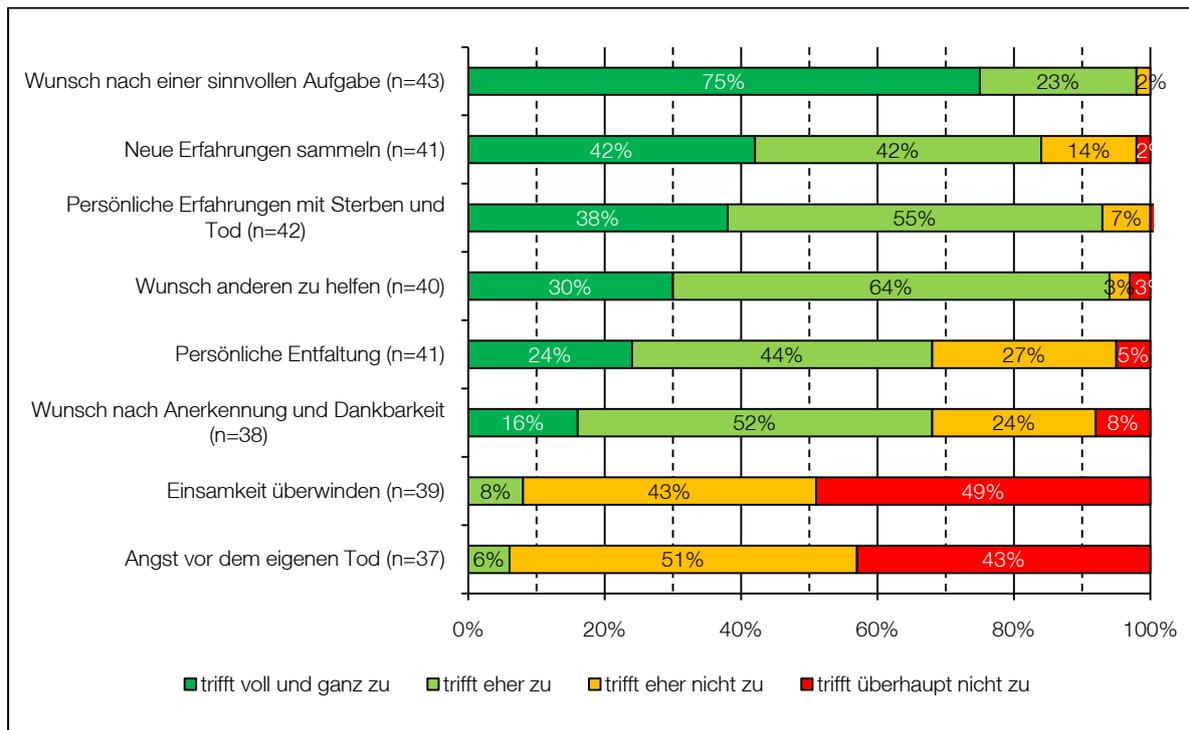 Wunsch nach einer sinnvollen Aufgabe (n=43)
75% 23% 2%
Neue Erfahrungen sammeln (n=41)
42% 42% 14% 2%
Persönliche Erfahrungen mit Sterben und
Tod (n=42)
38% 55% 7%
Wunsch anderen zu helfen (n=40)
30% 64% 3% 3%
Persönliche Entfaltung (n=41)
24% 44% 27% 5%
Wunsch nach Anerkennung und Dankbarkeit
(n=38)
16% 52% 24% 8%
Einsamkeit überwinden (n=39)
8% 43% 49%
Angst vor dem eigenen Tod (n=37)
6% 51% 43%
0% 20% 40% 60% 80% 100%
trifft voll und ganz zu trifft eher zu trifft eher nicht zu trifft überhaupt nicht zu